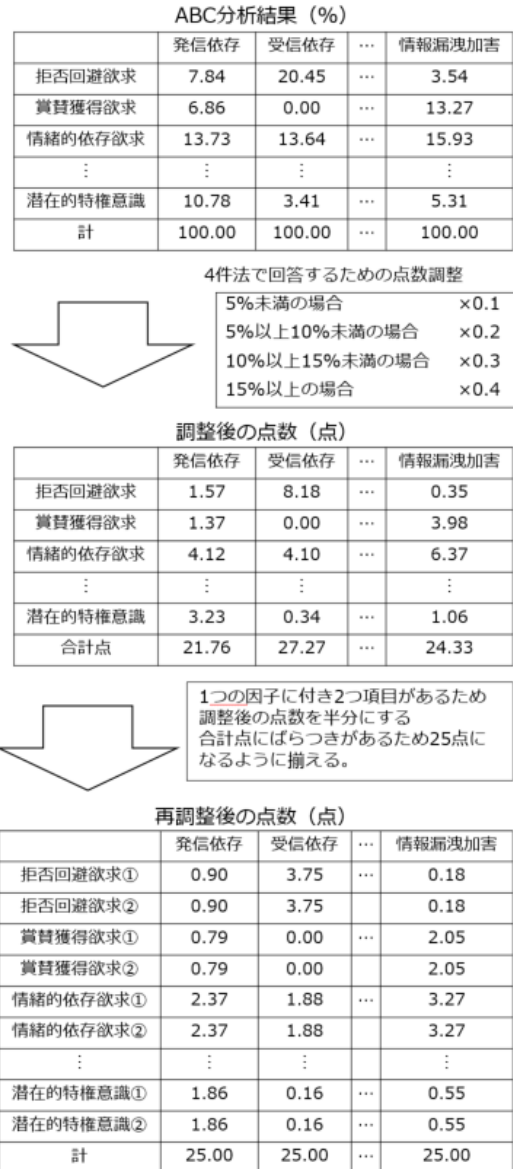 ABC分析結果（%）
発信依存 受信依存 … 情報漏洩加害
拒否回避欲求 7.84 20.45 … 3.54
賞賛獲得欲求 6.86 0.00 … 13.27
情緒的依存欲求 13.73 13.64 … 15.93
⋮ ⋮ ⋮ ⋮
潜在的特権意識 10.78 3.41 … 5.31
計 100.00 100.00 … 100.00
4件法で回答するための点数調整
5%未満の場合 ×0.1
5%以上10%未満の場合 ×0.2
10%以上15%未満の場合 ×0.3
15%以上の場合 ×0.4
調整後の点数（点）
発信依存 受信依存 … 情報漏洩加害
拒否回避欲求 1.57 8.18 … 0.35
賞賛獲得欲求 1.37 0.00 … 3.98
情緒的依存欲求 4.12 4.10 … 6.37
⋮ ⋮ ⋮ ⋮
潜在的特権意識 3.23 0.34 … 1.06
合計点 21.76 27.27 … 24.33
1つの因子に付き2つ項目があるため
調整後の点数を半分にする
合計点にばらつきがあるため25点に
なるように揃える。
再調整後の点数（点）
発信依存 受信依存 … 情報漏洩加害
拒否回避欲求① 0.90 3.75 … 0.18
拒否回避欲求② 0.90 3.75 0.18
賞賛獲得欲求① 0.79 0.00 … 2.05
賞賛獲得欲求② 0.79 0.00 2.05
情緒的依存欲求① 2.37 1.88 … 3.27
情緒的依存欲求② 2.37 1.88 3.27
⋮ ⋮ ⋮ ⋮
潜在的特権意識① 1.86 0.16 … 0.55
潜在的特権意識② 1.86 0.16 … 0.55
計 25.00 25.00 … 25.00